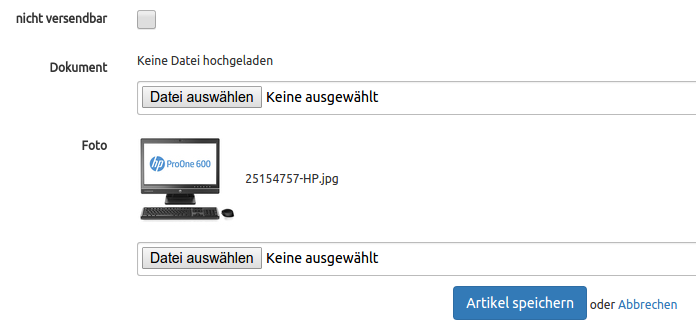 nicht versendbar
Dokument
Keine Datei hochgeladen
Datei auswählen Keine ausgewählt
Foto
hp ProOne 600
25154757-HP.jpg
Datei auswählen Keine ausgewählt
Artikel speichern oder Abbrechen